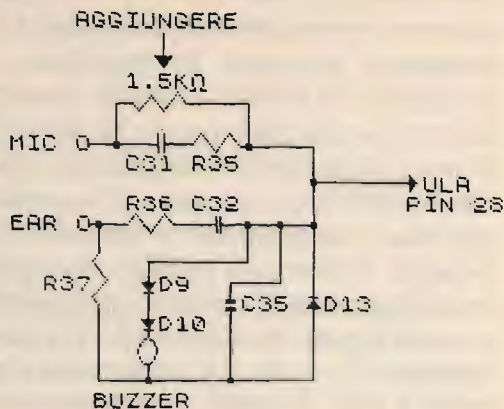 AGGIUNGERE
1.5KΩ
MIC O
C31 R35
ULA
PIN 28
EAR O
R36 C32
R37
D9
D10
C35
D13
BUZZER